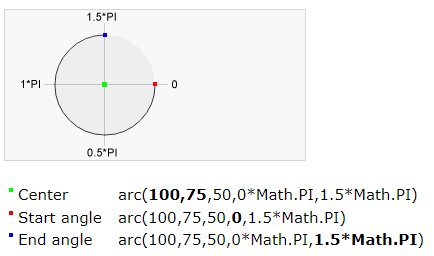 1.5*PI
1*PI
0
0.5*PI
Center arc(100,75,50,0*Math.PI,1.5*Math.PI)
Start angle arc(100,75,50,0,1.5*Math.PI)
End angle arc(100,75,50,0*Math.PI,1.5*Math.PI)